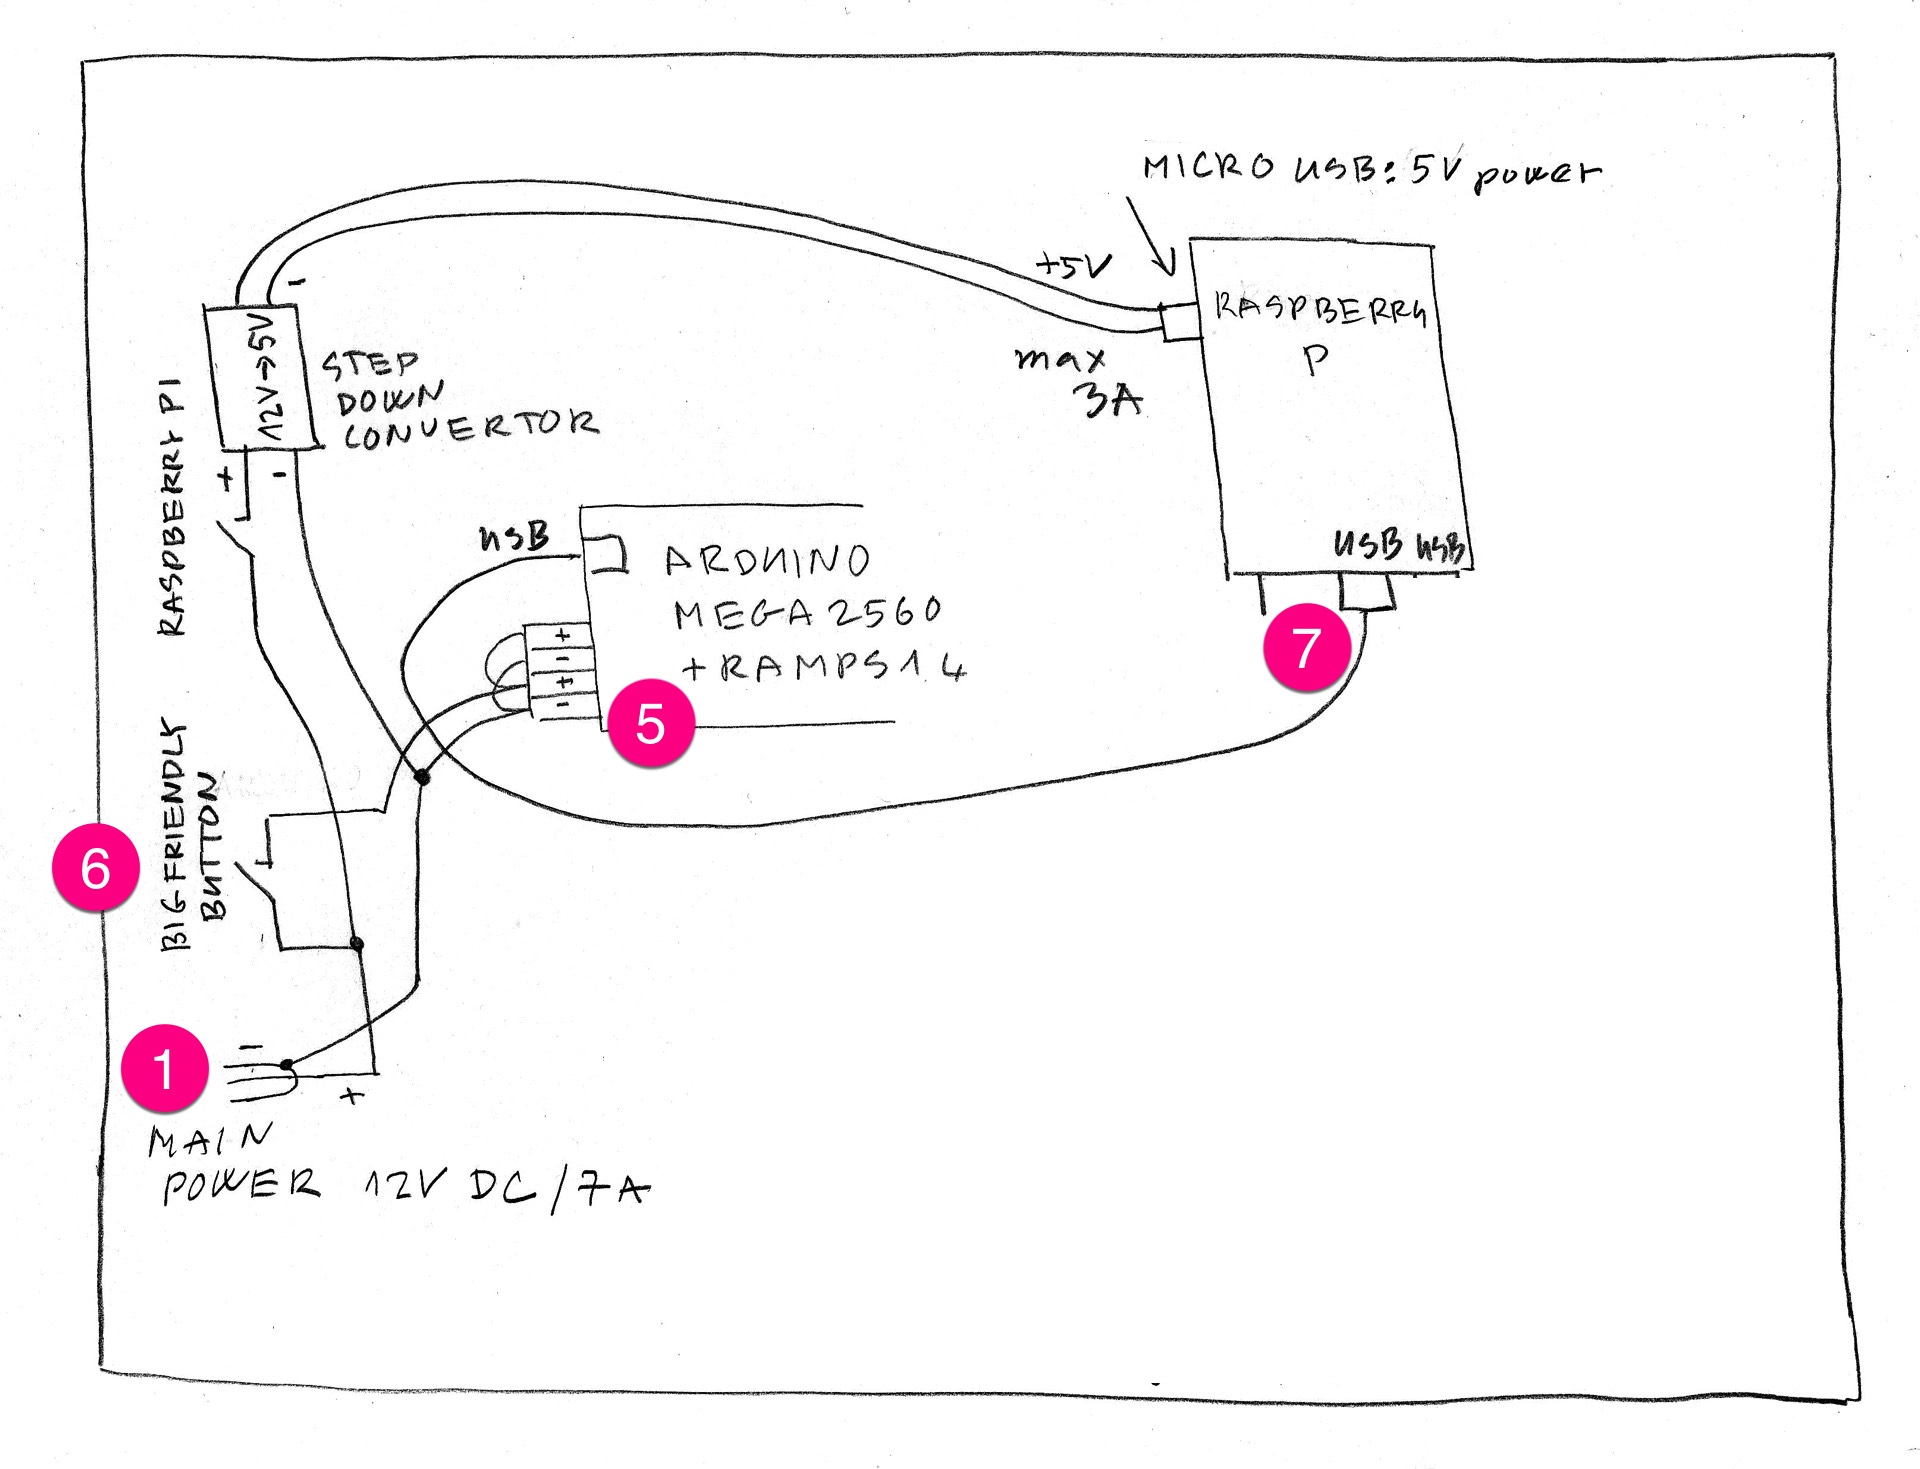 MICRO USB: 5V power
+5V
-
RASPBERRY
P
12V→5V
STEP
DOWN
CONVERTOR
max
3A
RASPBERRY PI
+
-
USB
ARDUINO
MEGA 2560
+ RAMPS 1.4
+
-
+
-
USB USB
5
7
BIG FRIENDLY
BUTTON
6
1
-
+
MAIN
POWER 12V DC / 7A